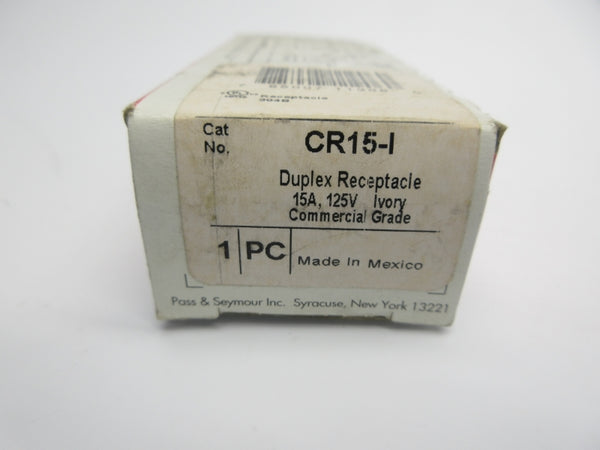 Receptacle
Cat
No.
CR15-I
Duplex Receptacle
15A, 125V Ivory
Commercial Grade
1 PC Made In Mexico
Pass & Seymour Inc. Syracuse, New York 13221